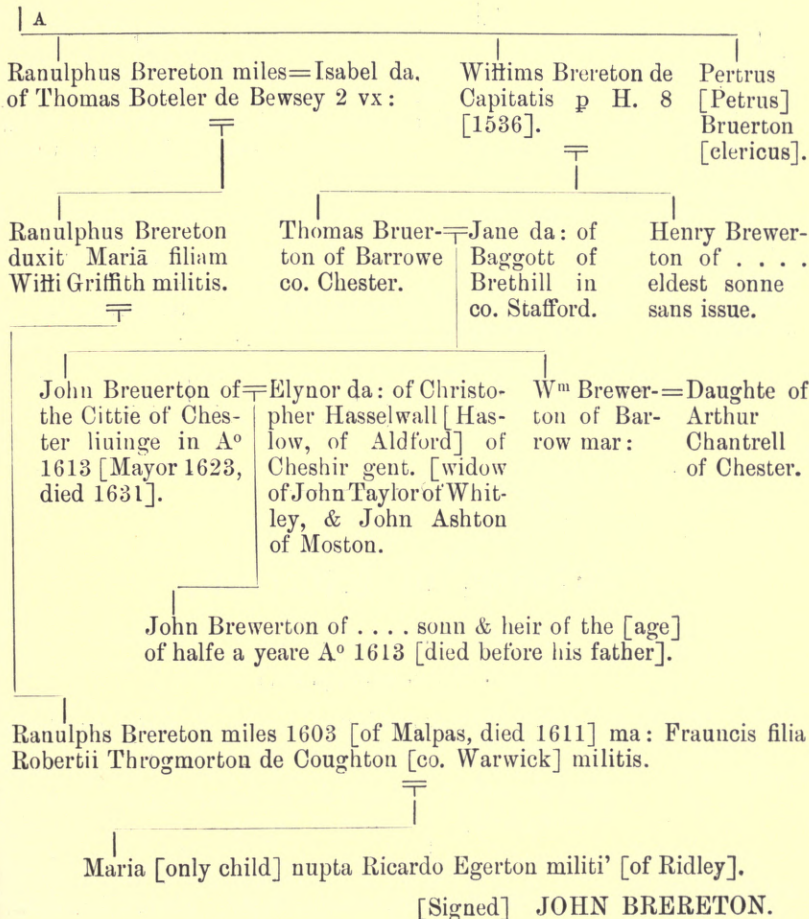 A
Ranulphus Brereton miles=Isabel da.
of Thomas Boteler de Bewsey 2 vx :
Wiłłims Brereton de
Capitatis p H. 8
[1536].
Pertrus
[Petrus]
Bruerton
[clericus].
Ranulphus Brereton
duxit Mariā filiam
Wiłłi Griffith militis.
Thomas Bruer-
ton of Barrowe
co. Chester.
Jane da : of
Baggott of
Brethill in
co. Stafford.
Henry Brewer-
ton of . . . .
eldest sonne
sans issue.
John Breuerton of
the Cittie of Ches-
ter liuinge in Aº
1613 [Mayor 1623,
died 1631].
Elynor da : of Christo-
pher Hasselwall [Has-
low, of Aldford] of
Cheshir gent. [widow
of John Taylor of Whit-
ley, & John Ashton
of Moston.
Wᵐ Brewer-
ton of Bar-
row mar :
=Daughte of
Arthur
Chantrell
of Chester.
John Brewerton of . . . . sonn & heir of the [age]
of halfe a yeare Aº 1613 [died before his father].
Ranulphs Brereton miles 1603 [of Malpas, died 1611] ma : Frauncis filia
Robertii Throgmorton de Coughton [co. Warwick] militis.
Maria [only child] nupta Ricardo Egerton militi' [of Ridley].
[Signed] JOHN BRERETON.